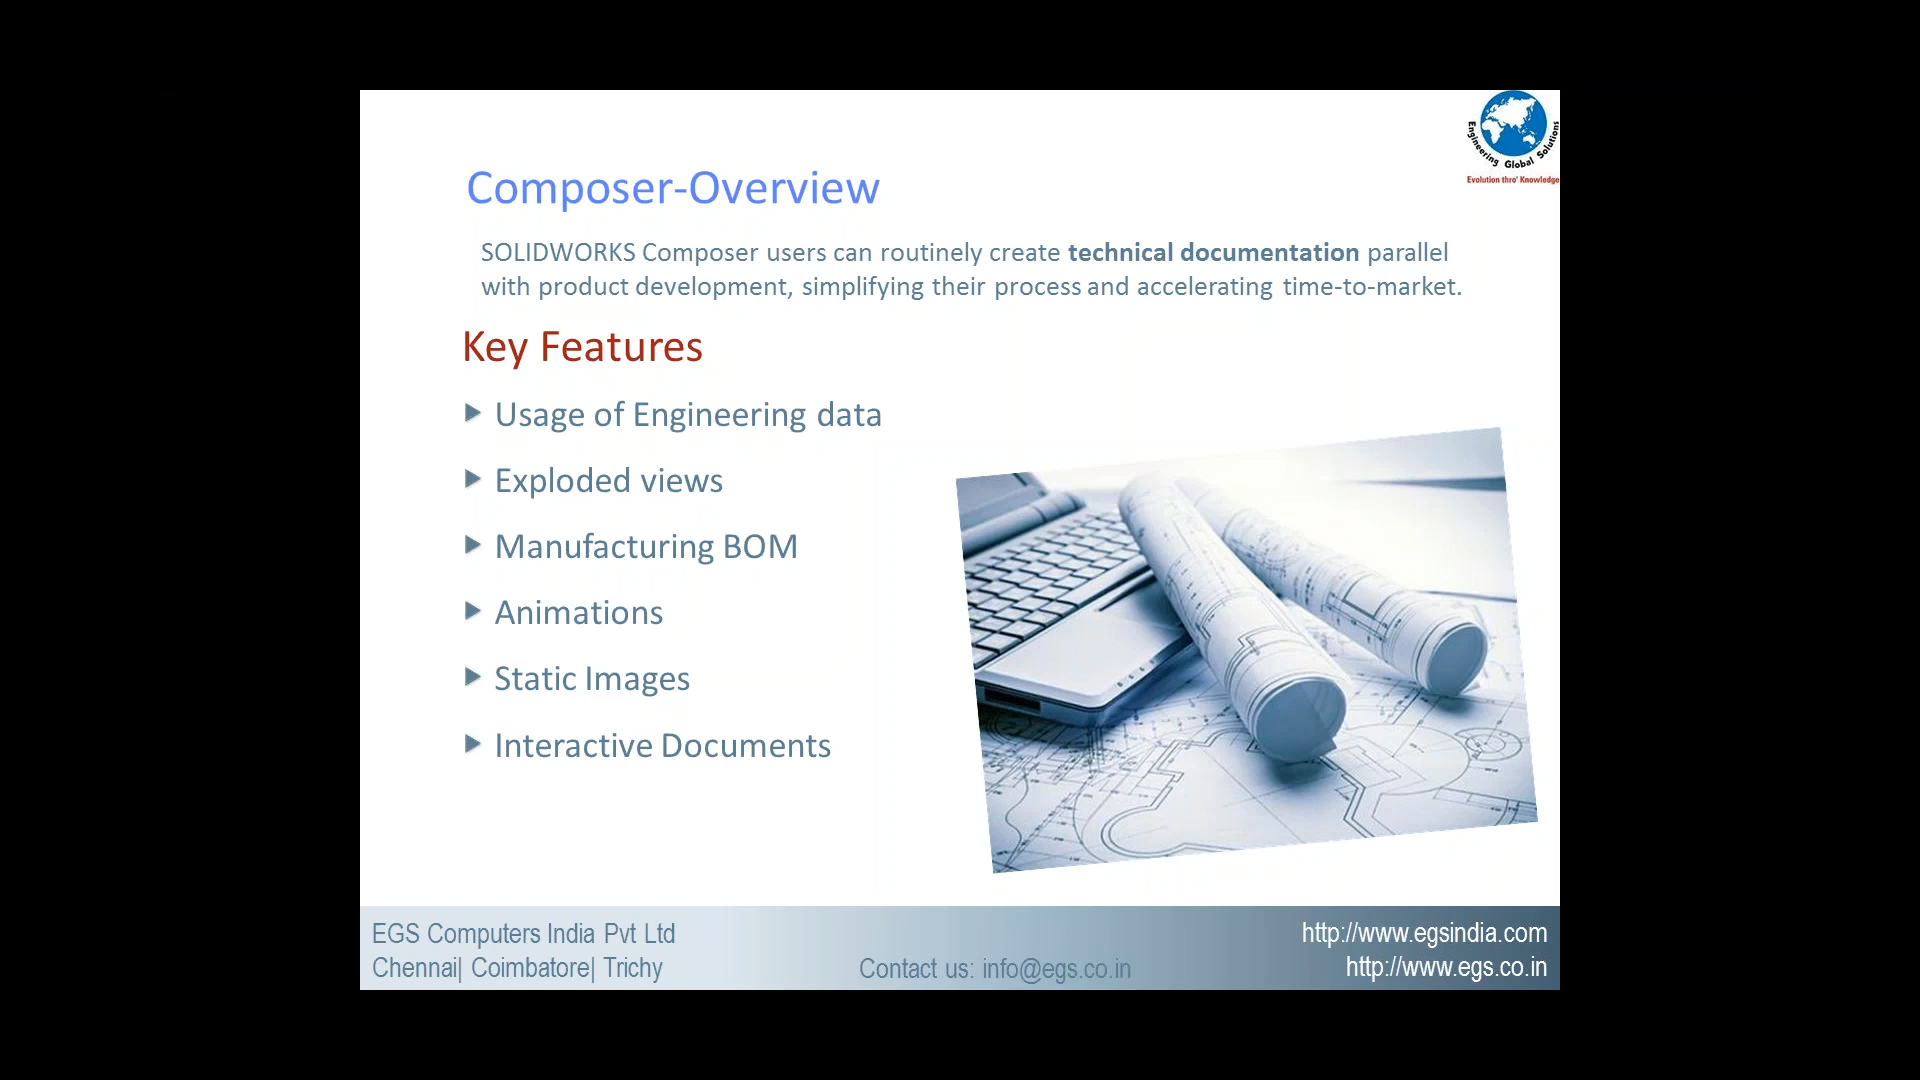 Engineering Global Solutions
Evolution thro' Knowledge
Composer-Overview
SOLIDWORKS Composer users can routinely create technical documentation parallel
with product development, simplifying their process and accelerating time-to-market.
Key Features
Usage of Engineering data
Exploded views
Manufacturing BOM
Animations
Static Images
Interactive Documents
EGS Computers India Pvt Ltd
Chennai| Coimbatore| Trichy
Contact us: info@egs.co.in
http://www.egsindia.com
http://www.egs.co.in